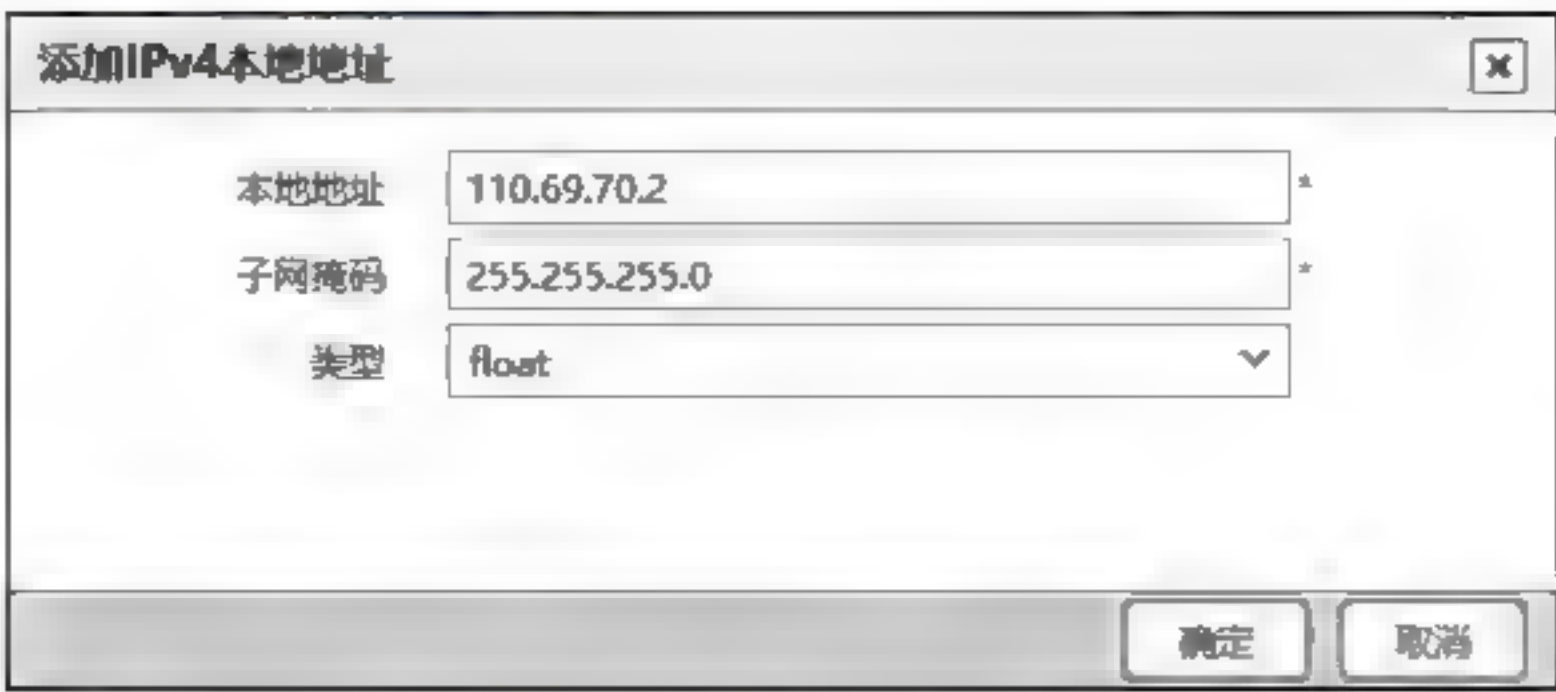 添加IPv4本地地址
本地地址 110.69.70.2 *
子网掩码 255.255.255.0 *
类型 float
确定 取消